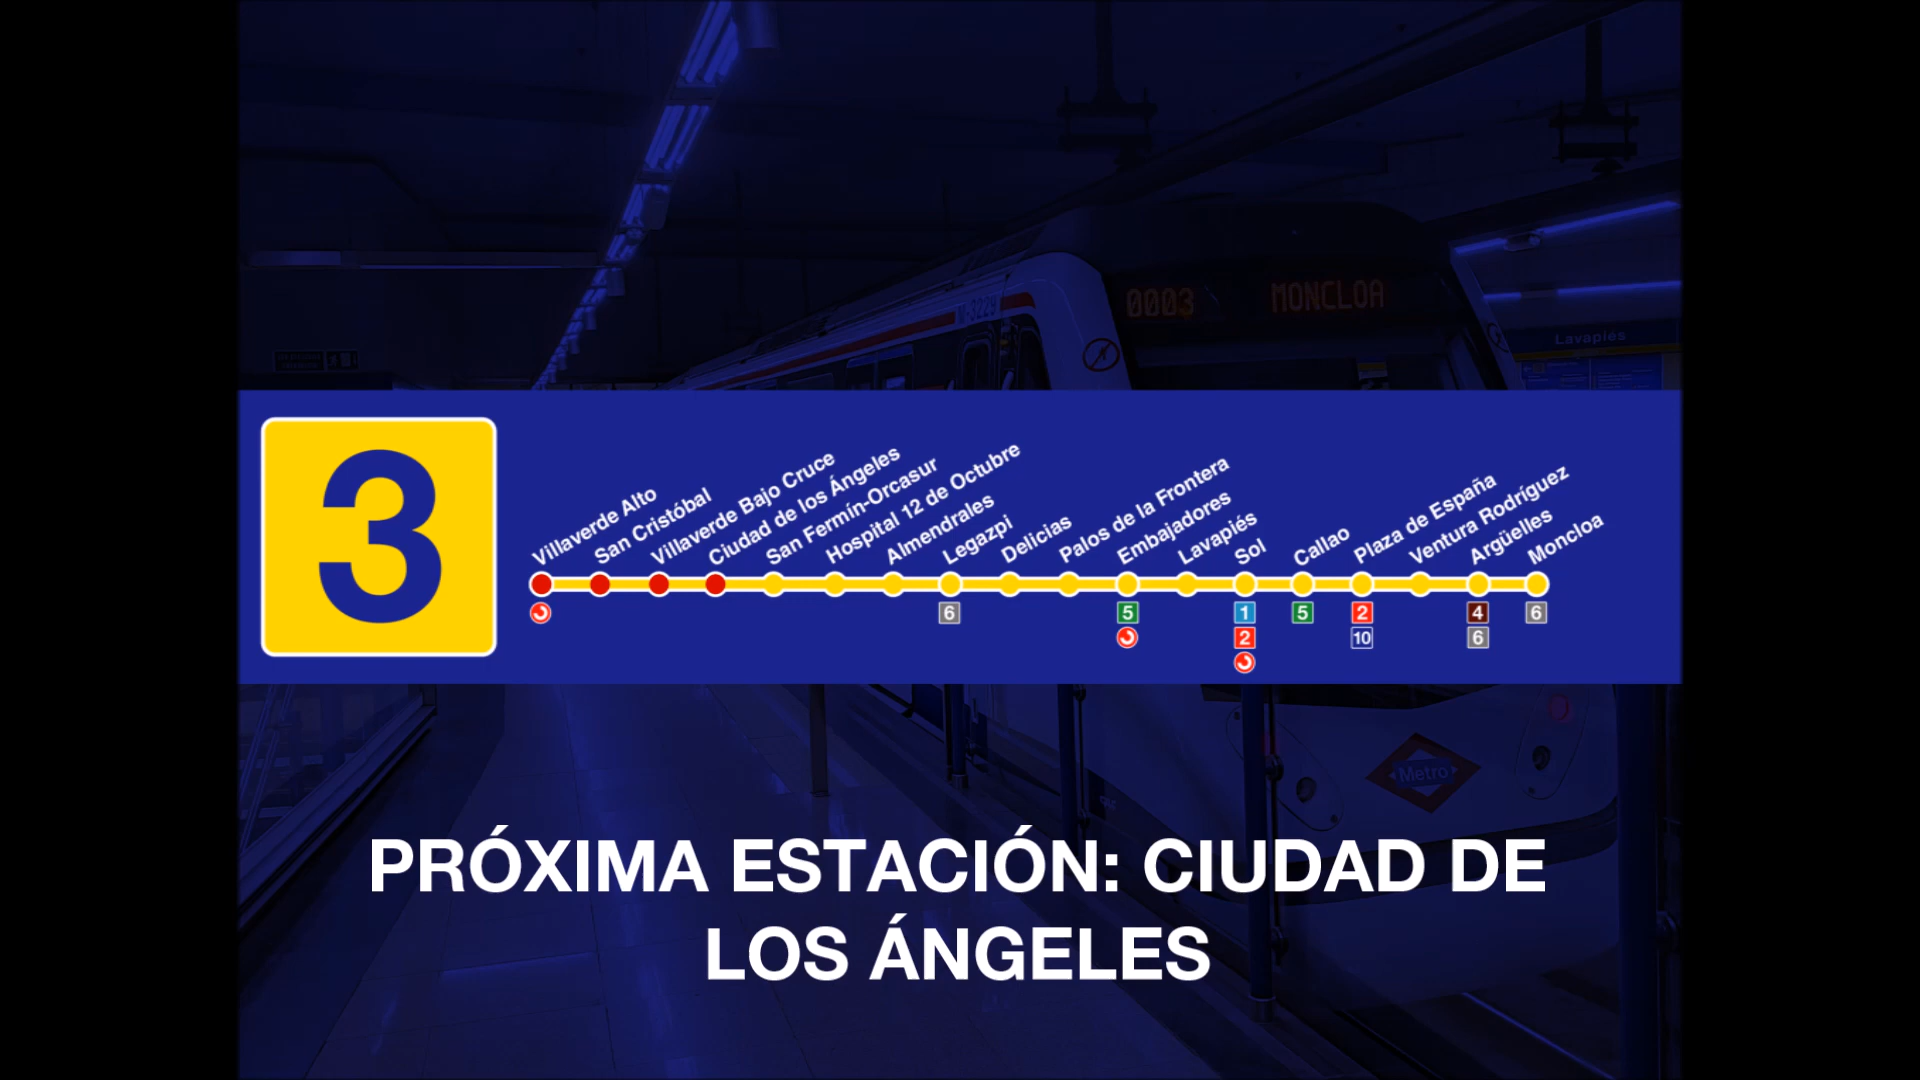 0003 MONCLOA
M-3229
Lavapiés
3
Villaverde Alto
San Cristóbal
Villaverde Bajo Cruce
Ciudad de los Ángeles
San Fermín-Orcasur
Hospital 12 de Octubre
Almendrales
Legazpi
Delicias
Palos de la Frontera
Embajadores
Lavapiés
Sol
Callao
Plaza de España
Ventura Rodríguez
Argüelles
Moncloa
6 5 1 5 2 4 6
2 10 6
Metro
PRÓXIMA ESTACIÓN: CIUDAD DE
LOS ÁNGELES